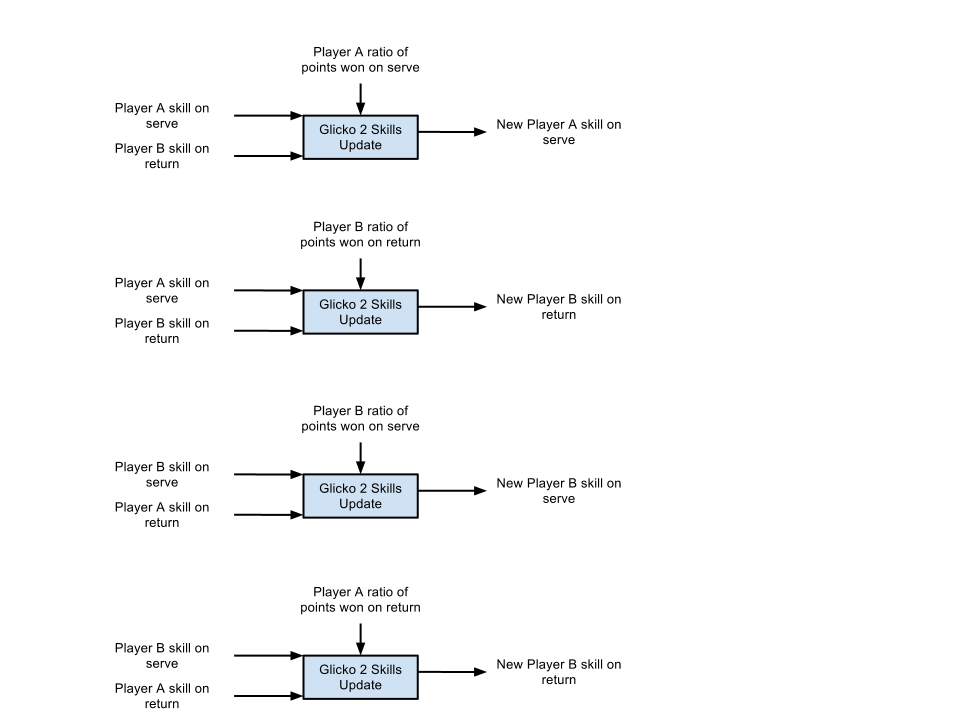 Player A ratio of
points won on serve
Player A skill on
serve
Player B skill on
return
Glicko 2 Skills
Update
New Player A skill on
serve
Player B ratio of
points won on return
Player A skill on
serve
Player B skill on
return
Glicko 2 Skills
Update
New Player B skill on
return
Player B ratio of
points won on serve
Player B skill on
serve
Player A skill on
return
Glicko 2 Skills
Update
New Player B skill on
serve
Player A ratio of
points won on return
Player B skill on
serve
Player A skill on
return
Glicko 2 Skills
Update
New Player B skill on
return